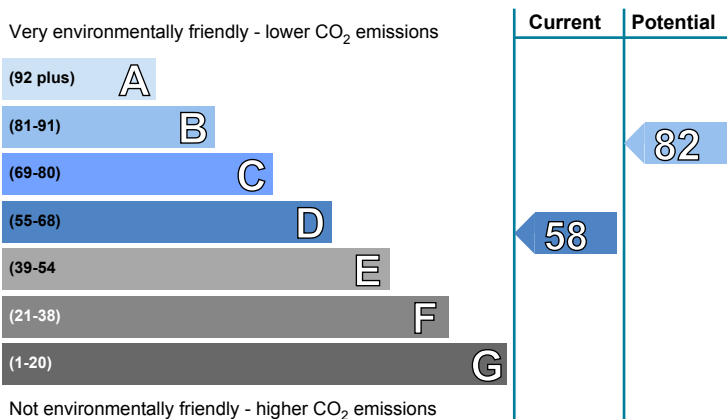 Current Potential
Very environmentally friendly - lower CO₂ emissions
(92 plus) A
(81-91) B
82
(69-80) C
(55-68) D
58
(39-54 E
(21-38) F
(1-20) G
Not environmentally friendly - higher CO₂ emissions